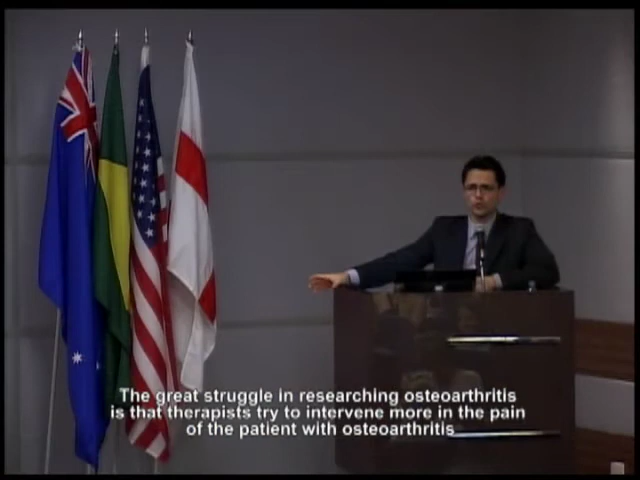 The great struggle in researching osteoarthritis
is that therapists try to intervene more in the pain
of the patient with osteoarthritis